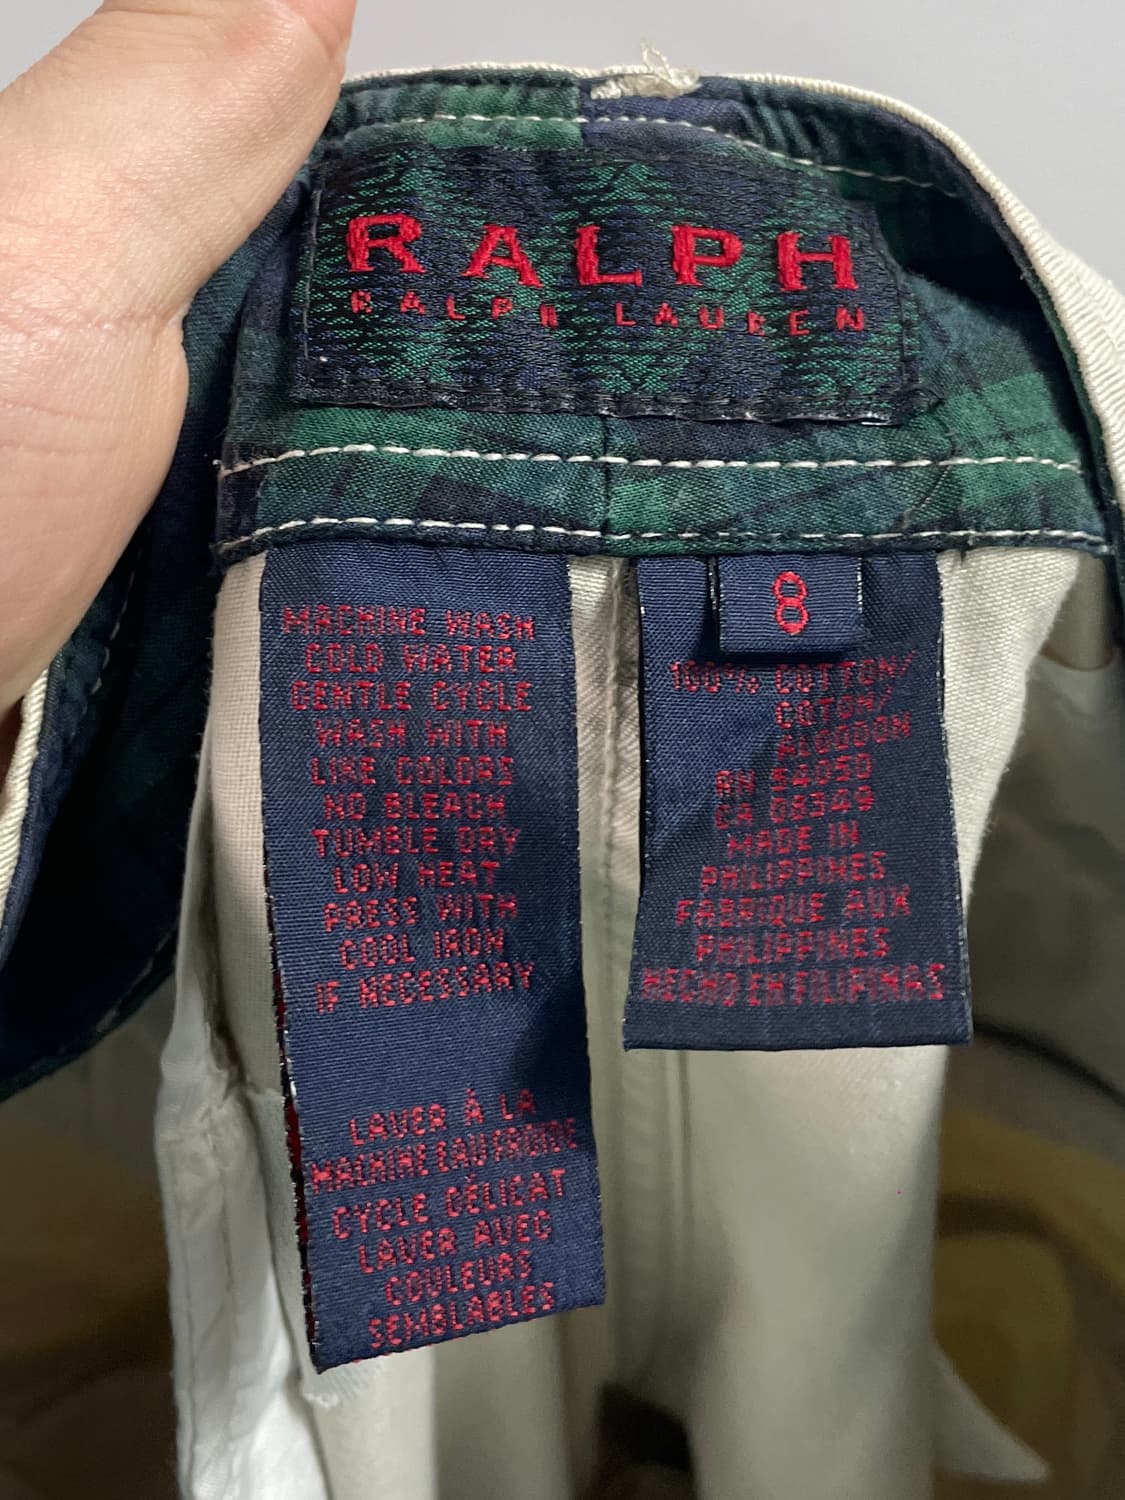 RALPH
RALPH LAUREN
MACHINE WASH
COLD WATER
GENTLE CYCLE
WASH WITH
LIKE COLORS
NO BLEACH
TUMBLE DRY
LOW HEAT
PRESS WITH
COOL IRON
IF NECESSARY
LAVER À LA
MACHINE EAU FROIDE
CYCLE DÉLICAT
LAVER AVEC
COULEURS
SEMBLABLES
8
100% COTTON/
COTON/
ALGODON
RN 54050
CA 08349
MADE IN
PHILIPPINES
FABRIQUE AUX
PHILIPPINES
HECHO EN FILIPINAS